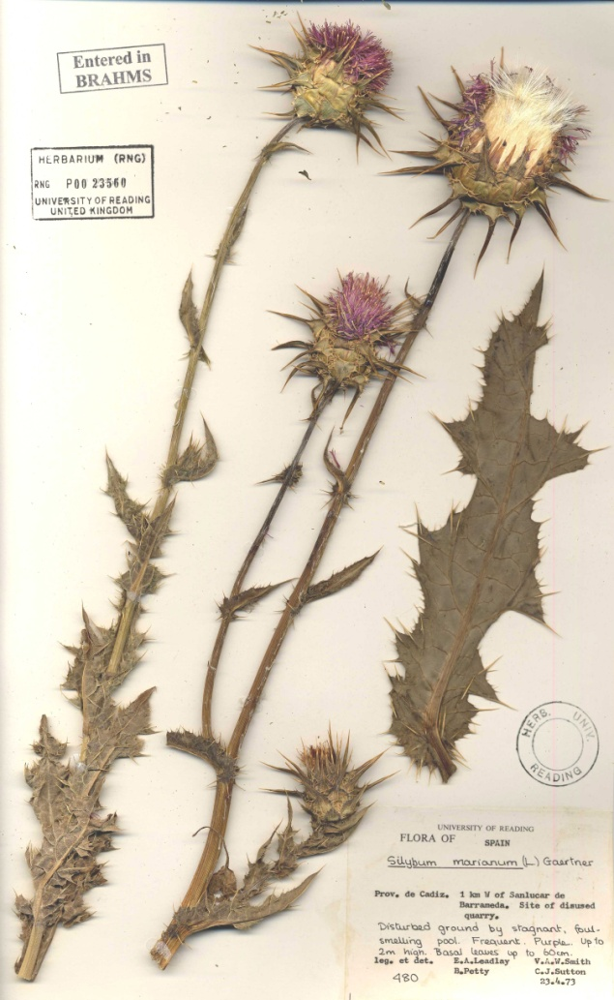 Entered in
BRAHMS
HERBARIUM (RNG)
RNG P00 23560
UNIVERSITY OF READING
UNITED KINGDOM
HERB. UNIV.
READING
UNIVERSITY OF READING
FLORA OF SPAIN
Silybum marianum (L.) Gaertner
Prov. de Cadiz. 1 km W of Sanlucar de
Barrameda. Site of disused
quarry.
Disturbed ground by stagnant, foul-
smelling pool. Frequent. Purple. Up to
2m high. Basal leaves up to 60cm.
leg. et det. E.A.Leadlay V.A.W.Smith
B.Petty C.J.Sutton
480 23.4.73